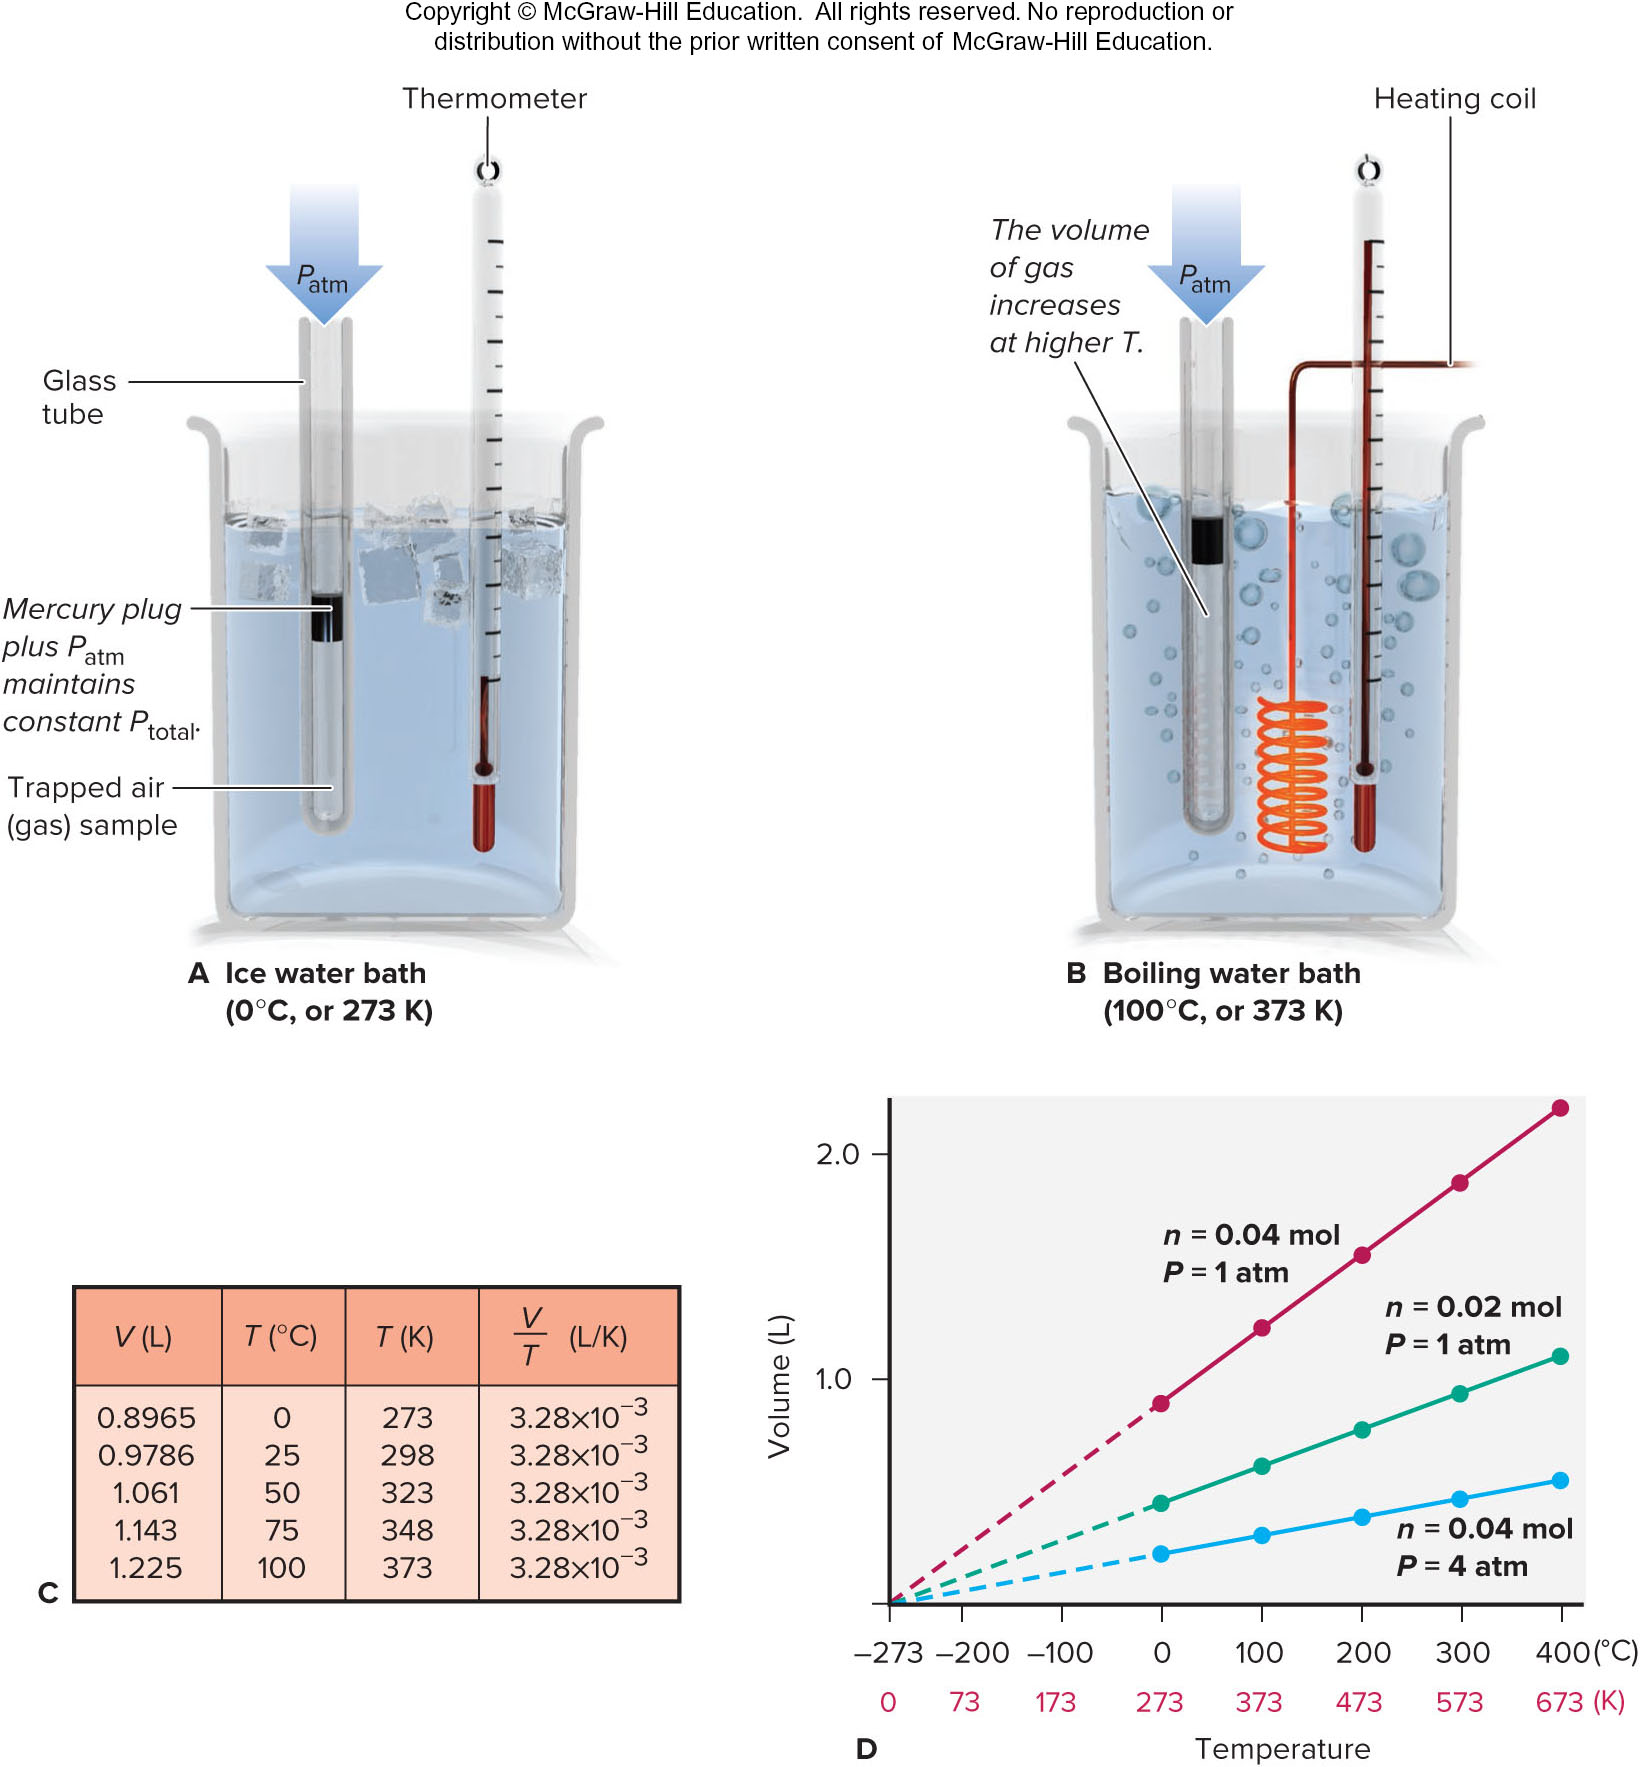 Copyright © McGraw-Hill Education. All rights reserved. No reproduction or
distribution without the prior written consent of McGraw-Hill Education.
Thermometer
Heating coil
P_atm
The volume
of gas
increases
at higher T.
P_atm
Glass
tube
Mercury plug
plus P_atm
maintains
constant P_total.
Trapped air
(gas) sample
A Ice water bath
(0°C, or 273 K)
B Boiling water bath
(100°C, or 373 K)
V (L) T (°C) T (K) V/T (L/K)
0.8965 0 273 3.28×10⁻³
0.9786 25 298 3.28×10⁻³
1.061 50 323 3.28×10⁻³
1.143 75 348 3.28×10⁻³
1.225 100 373 3.28×10⁻³
C
2.0
1.0
Volume (L)
n = 0.04 mol
P = 1 atm
n = 0.02 mol
P = 1 atm
n = 0.04 mol
P = 4 atm
–273 –200 –100 0 100 200 300 400 (°C)
0 73 173 273 373 473 573 673 (K)
D Temperature